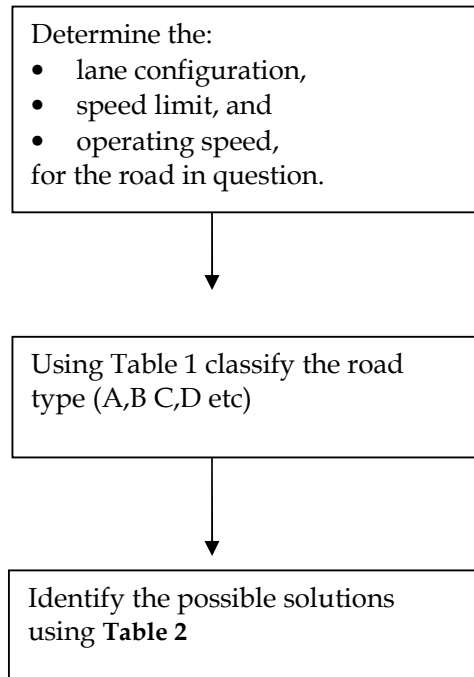 Determine the:
• lane configuration,
• speed limit, and
• operating speed,
for the road in question.
Using Table 1 classify the road
type (A,B C,D etc)
Identify the possible solutions
using Table 2